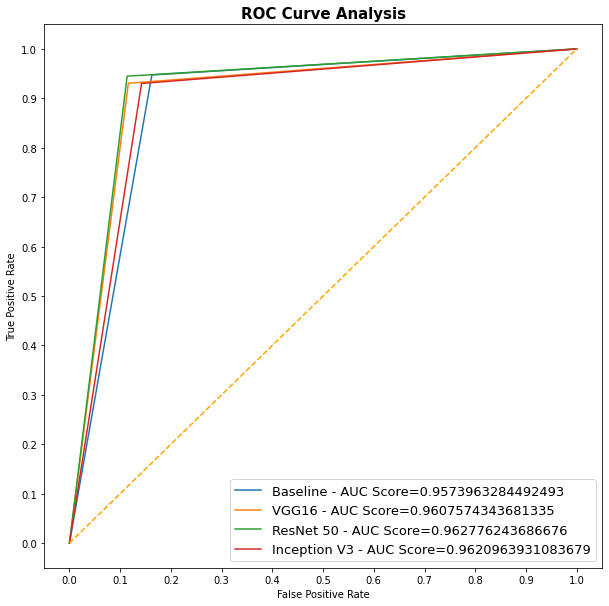 ROC Curve Analysis
1.0
0.9
0.8
0.7
0.6
0.5
0.4
0.3
0.2
0.1
0.0
True Positive Rate
Baseline - AUC Score=0.9573963284492493
VGG16 - AUC Score=0.9607574343681335
ResNet 50 - AUC Score=0.962776243686676
Inception V3 - AUC Score=0.9620963931083679
0.0 0.1 0.2 0.3 0.4 0.5 0.6 0.7 0.8 0.9 1.0
False Positive Rate